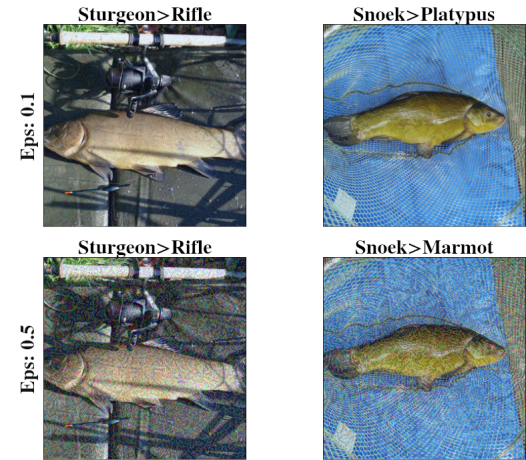 Sturgeon>Rifle
Snoek>Platypus
Eps: 0.1
Sturgeon>Rifle
Snoek>Marmot
Eps: 0.5